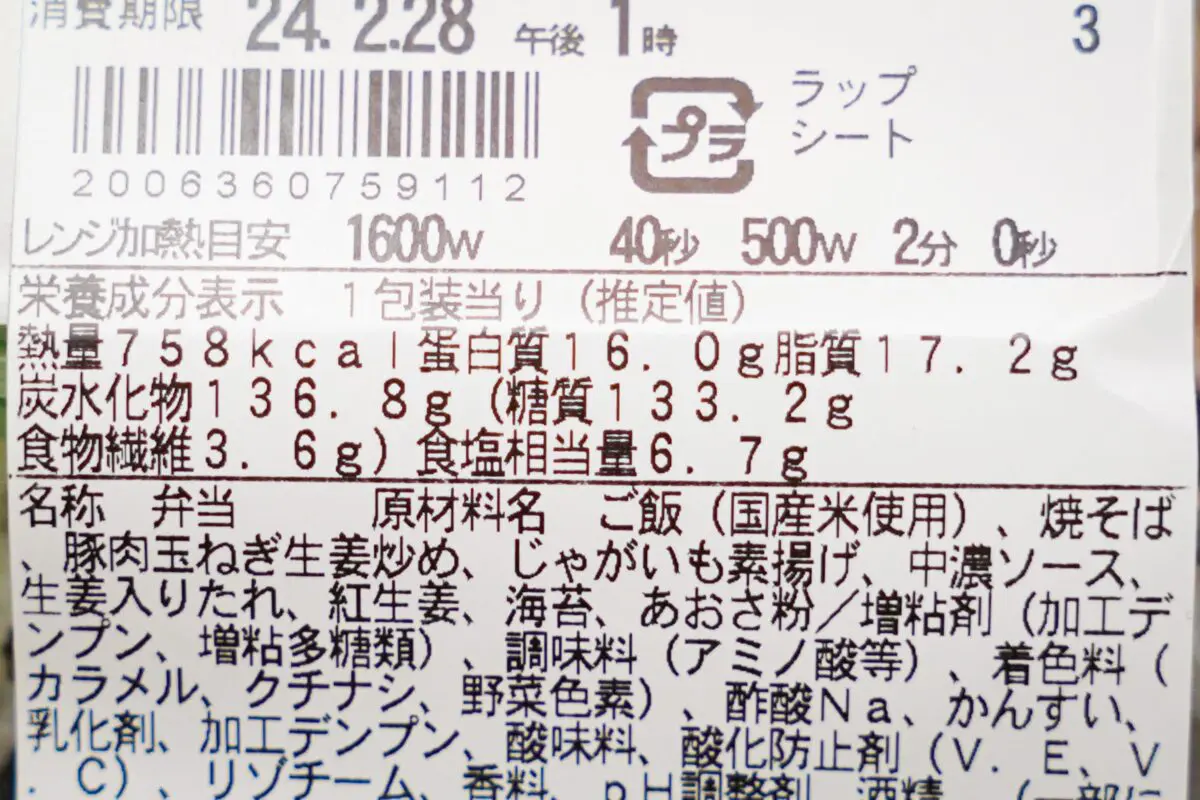 消費期限 24. 2.28 午後 1時 3
プラ ラップ
シート
2006360759112
レンジ加熱目安 1600W 40秒 500W 2分 0秒
栄養成分表示 1包装当り(推定値)
熱量758kcal蛋白質16.0g脂質17.2g
炭水化物136.8g(糖質133.2g
食物繊維3.6g)食塩相当量6.7g
名称 弁当 原材料名 ご飯(国産米使用)、焼そば
、豚肉玉ねぎ生姜炒め、じゃがいも素揚げ、中濃ソース、
生姜入りたれ、紅生姜、海苔、あおさ粉/増粘剤(加工デ
ンプン、増粘多糖類)、調味料(アミノ酸等)、着色料(
カラメル、クチナシ、野菜色素)、酢酸Na、かんすい、
乳化剤、加工デンプン、酸味料、酸化防止剤(V.E、V
.C)、リゾチーム、香料、pH調整剤、酒精、(一部に